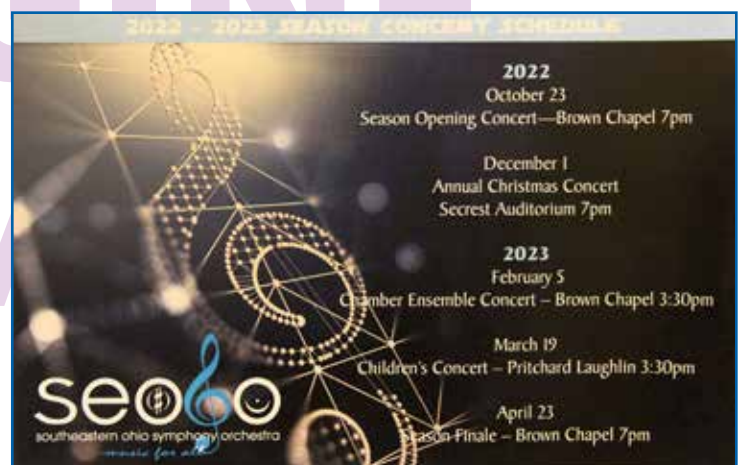 2022 – 2023 SEASON CONCERT SCHEDULE
2022
October 23
Season Opening Concert—Brown Chapel 7pm
December 1
Annual Christmas Concert
Secrest Auditorium 7pm
2023
February 5
Chamber Ensemble Concert – Brown Chapel 3:30pm
March 19
Children's Concert – Pritchard Laughlin 3:30pm
April 23
Season Finale – Brown Chapel 7pm
seoso
southeastern ohio symphony orchestra
music for all